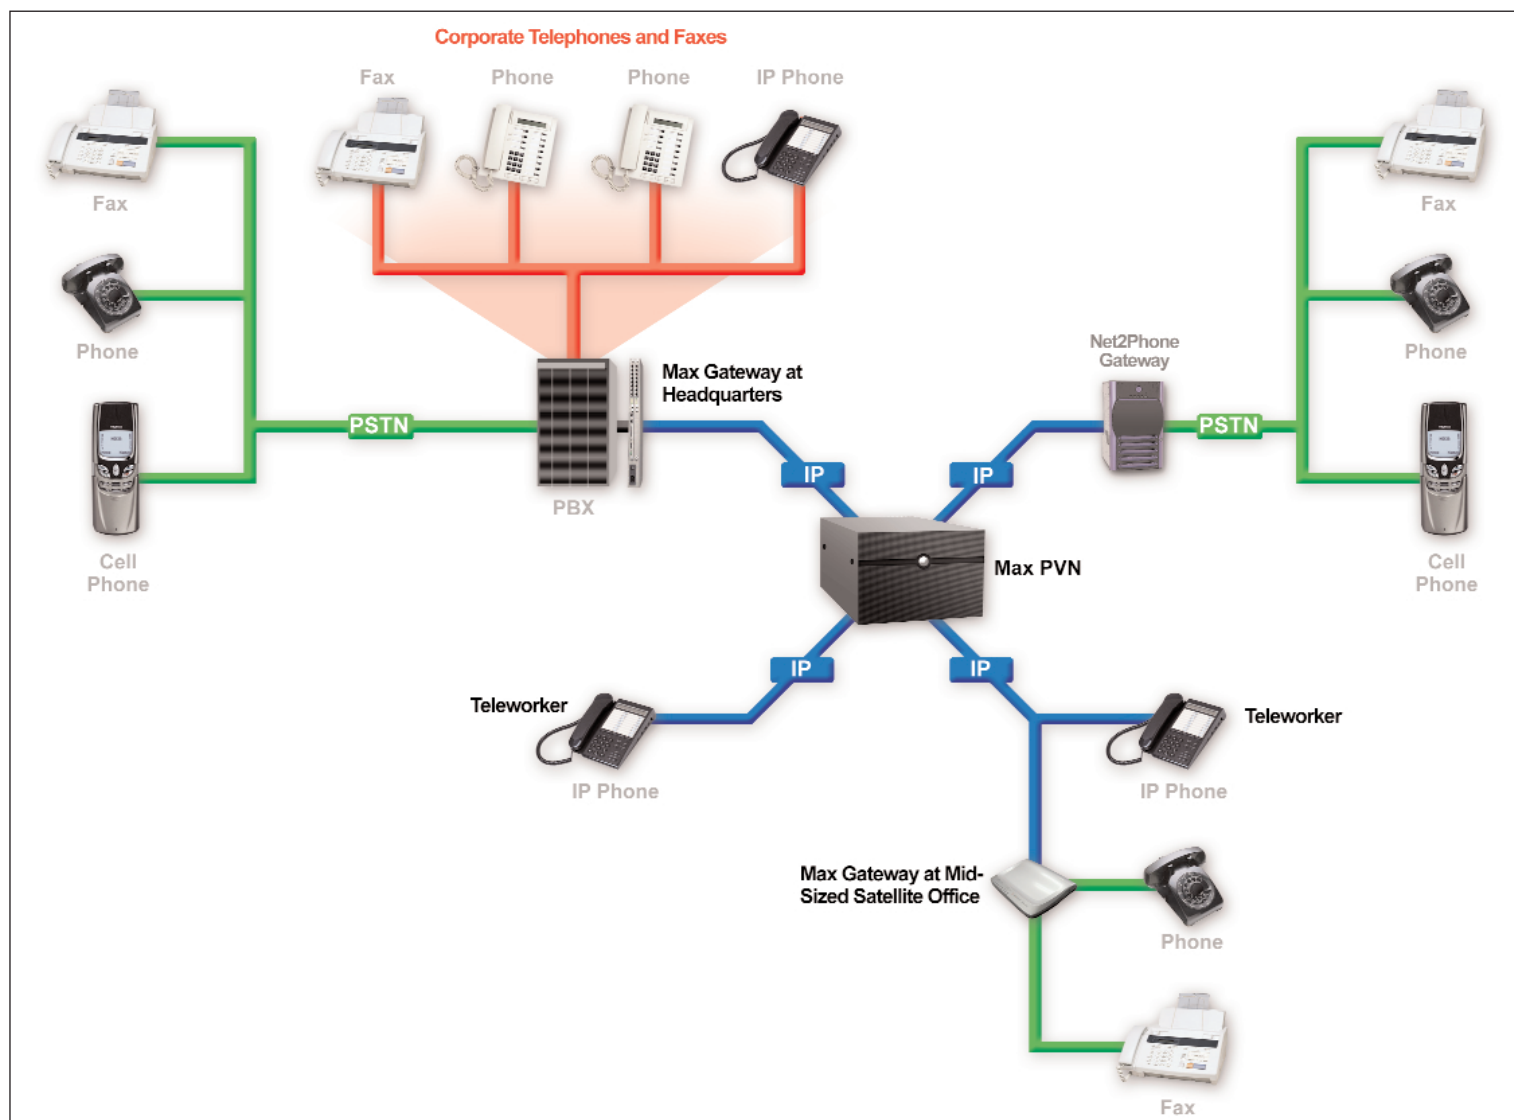 Corporate Telephones and Faxes
Fax
Phone
Phone
IP Phone
Fax
Phone
Cell
Phone
PSTN
PBX
Max Gateway at
Headquarters
IP
Net2Phone
Gateway
IP
PSTN
Fax
Phone
Cell
Phone
Max PVN
IP
IP
Teleworker
IP Phone
Teleworker
IP Phone
Max Gateway at Mid-
Sized Satellite Office
Phone
Fax